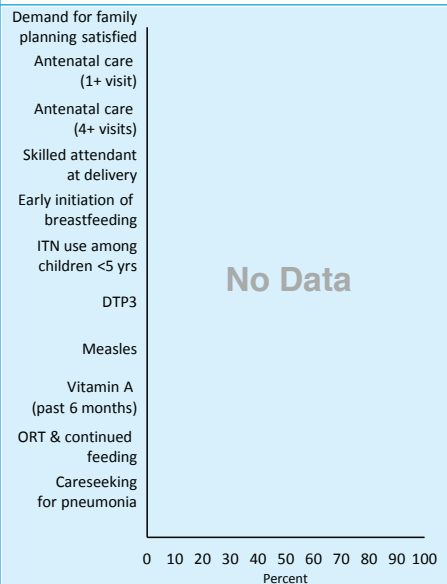 Demand for family
planning satisfied
Antenatal care
(1+ visit)
Antenatal care
(4+ visits)
Skilled attendant
at delivery
Early initiation of
breastfeeding
ITN use among
children <5 yrs
No Data
DTP3
Measles
Vitamin A
(past 6 months)
ORT & continued
feeding
Careseeking
for pneumonia
0 10 20 30 40 50 60 70 80 90 100
Percent